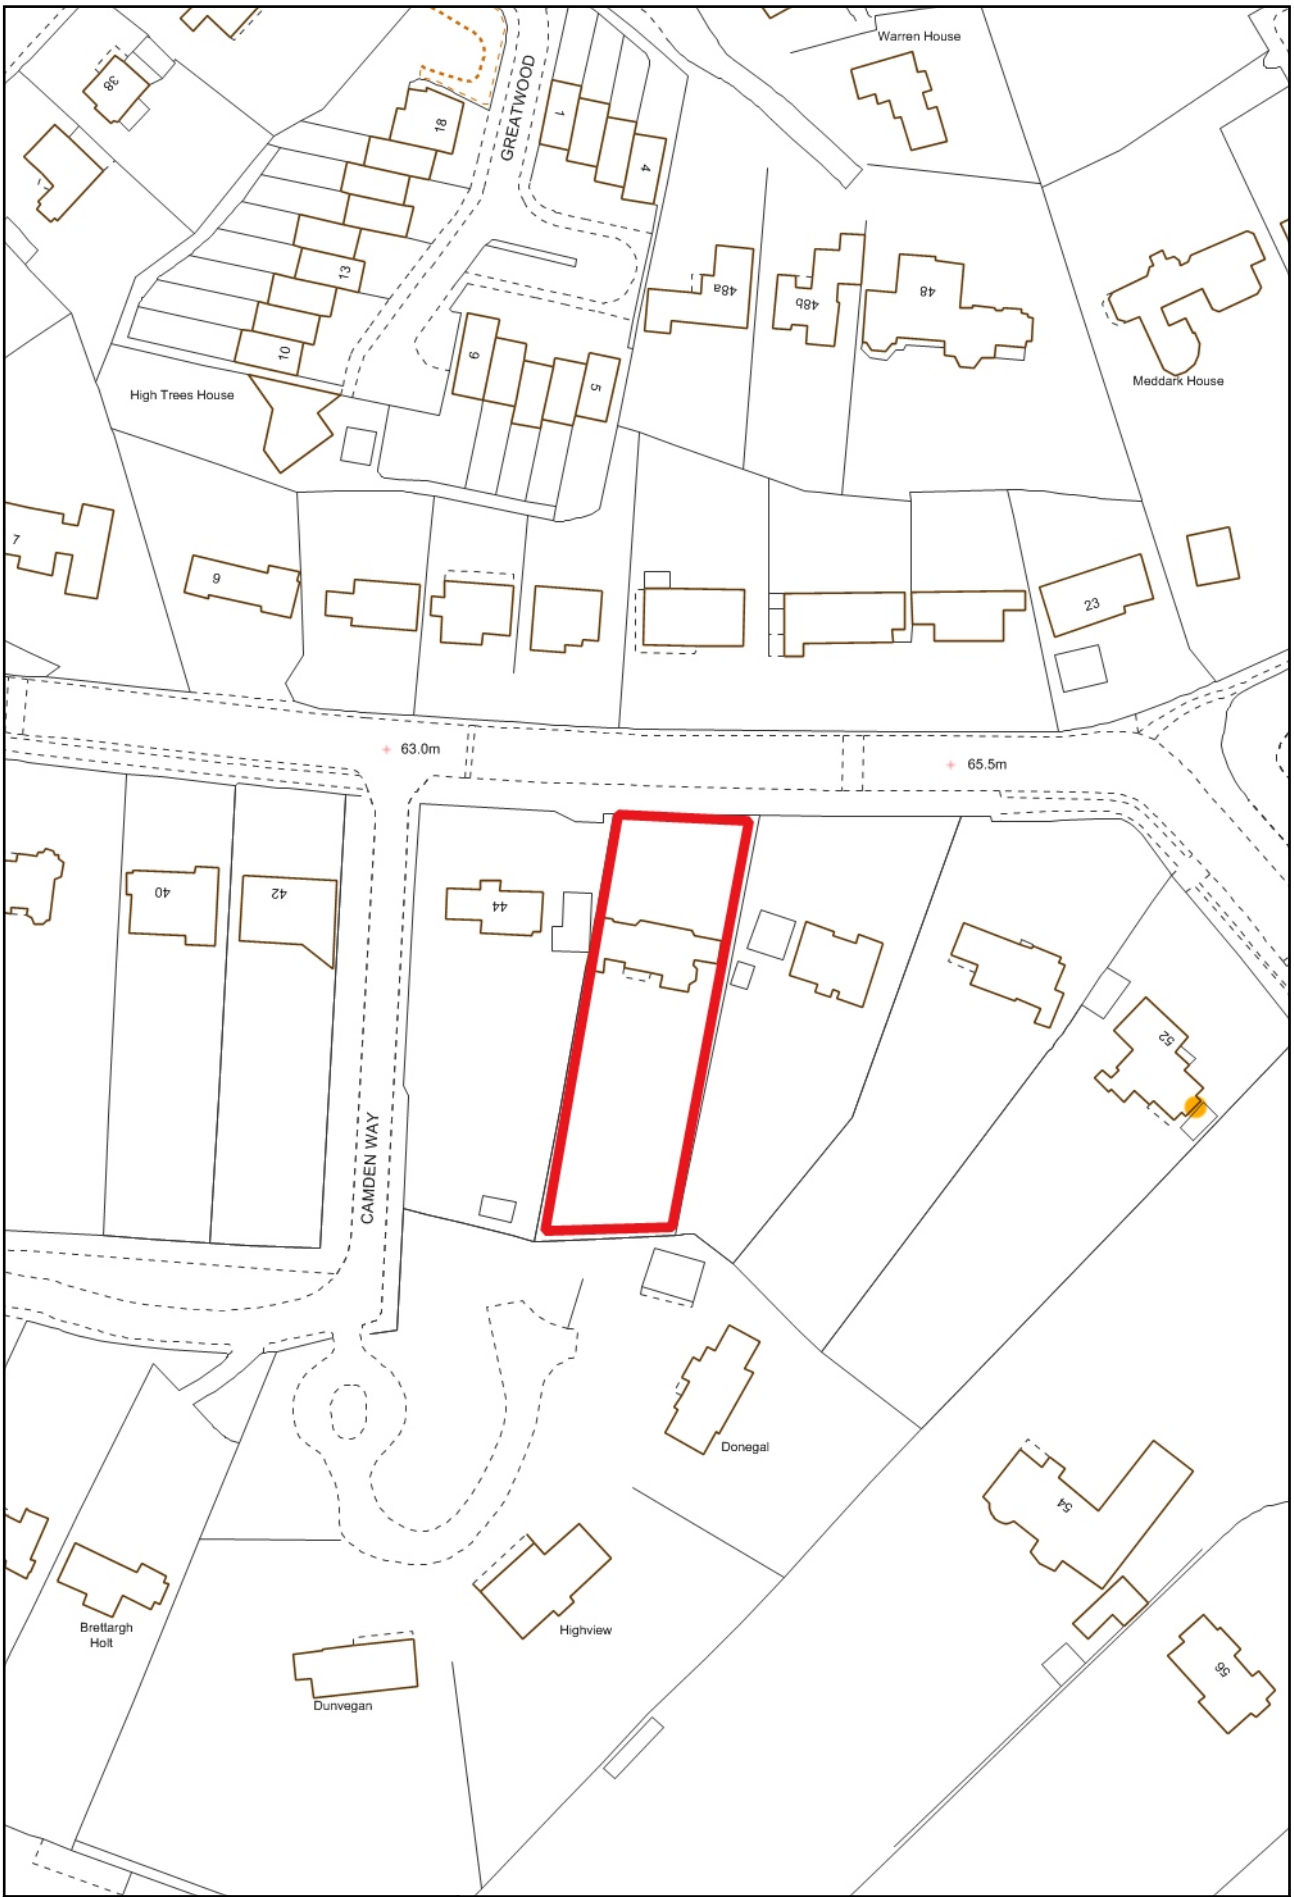 Warren House
38
GREATWOOD
18
1
4
13
48a
48b
48
10
9
5
High Trees House
Meddark House
7
9
23
63.0m
65.5m
40
42
44
52
CAMDEN WAY
Donegal
54
Brettargh
Holt
Highview
56
Dunvegan